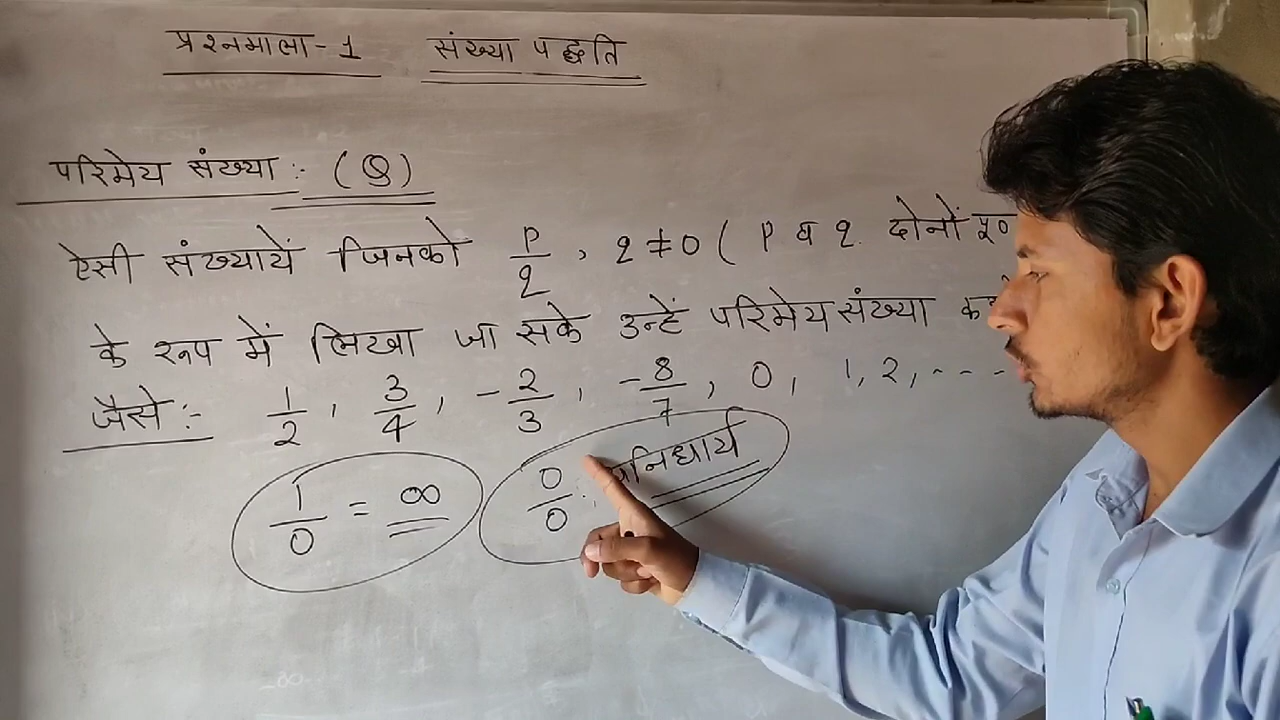 प्रश्नमाला-1 संख्या पद्धति
परिमेय संख्या :- (Q)
ऐसी संख्यायें जिनको p/q , q≠0 ( p व q दोनों
के रूप में लिखा जा सके उन्हें परिमेय संख्या
जैसे :- 1/2 , 3/4 , -2/3 , -8/7 , 0 , 1, 2, - - -
1/0 = ∞ 0/0